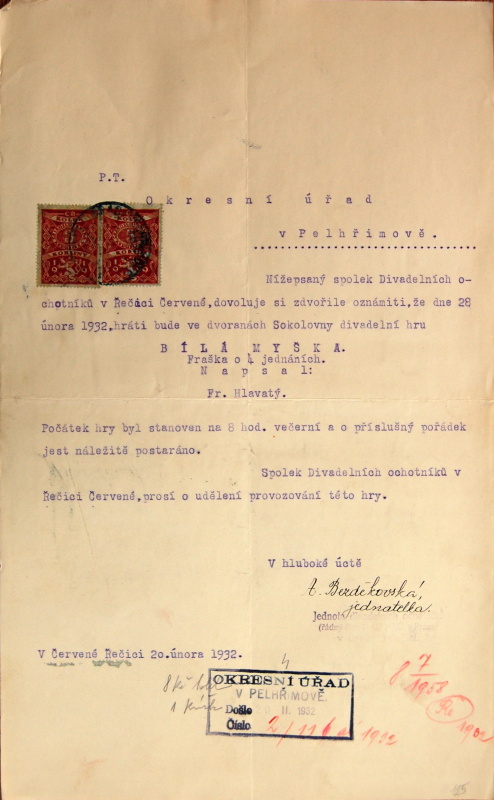 P.T.
Okresní úřad
v Pelhřimově.
Nížepsaný spolek Divadelních o-
chotníků v Řečici Červené,dovoluje si zdvořile oznámiti,že dne 28
února 1932,hráti bude ve dvoranách Sokolovny divadelní hru
BÍLÁ MYŠKA.
Fraška o 4 jednáních.
Napsal:
Fr. Hlavatý.
Počátek hry byl stanoven na 8 hod. večerní a o příslušný pořádek
jest náležitě postaráno.
Spolek Divadelních ochotníků v
Řečici Červené,prosí o udělení provozování této hry.
V hluboké úctě
A. Bezděkovská,
jednatelka.
V Červené Řečici 2o.února 1932.
OKRESNÍ ÚŘAD
V PELHŘIMOVĚ.
Došlo II 1932
Číslo